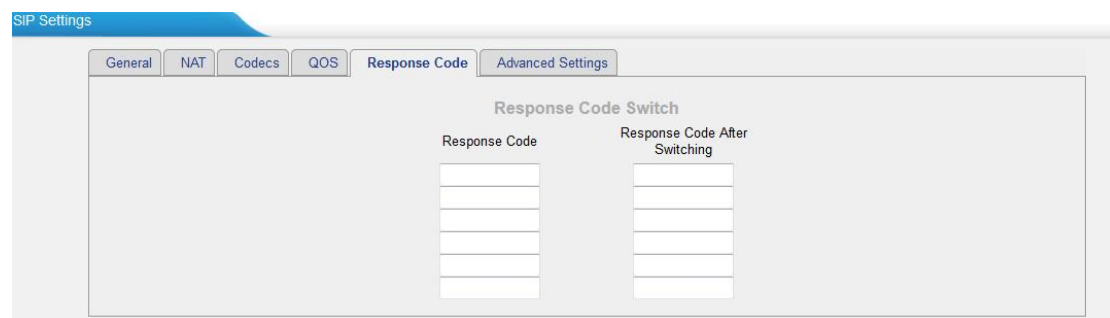 SIP Settings
General NAT Codecs QOS Response Code Advanced Settings
Response Code Switch
Response Code
Response Code After
Switching